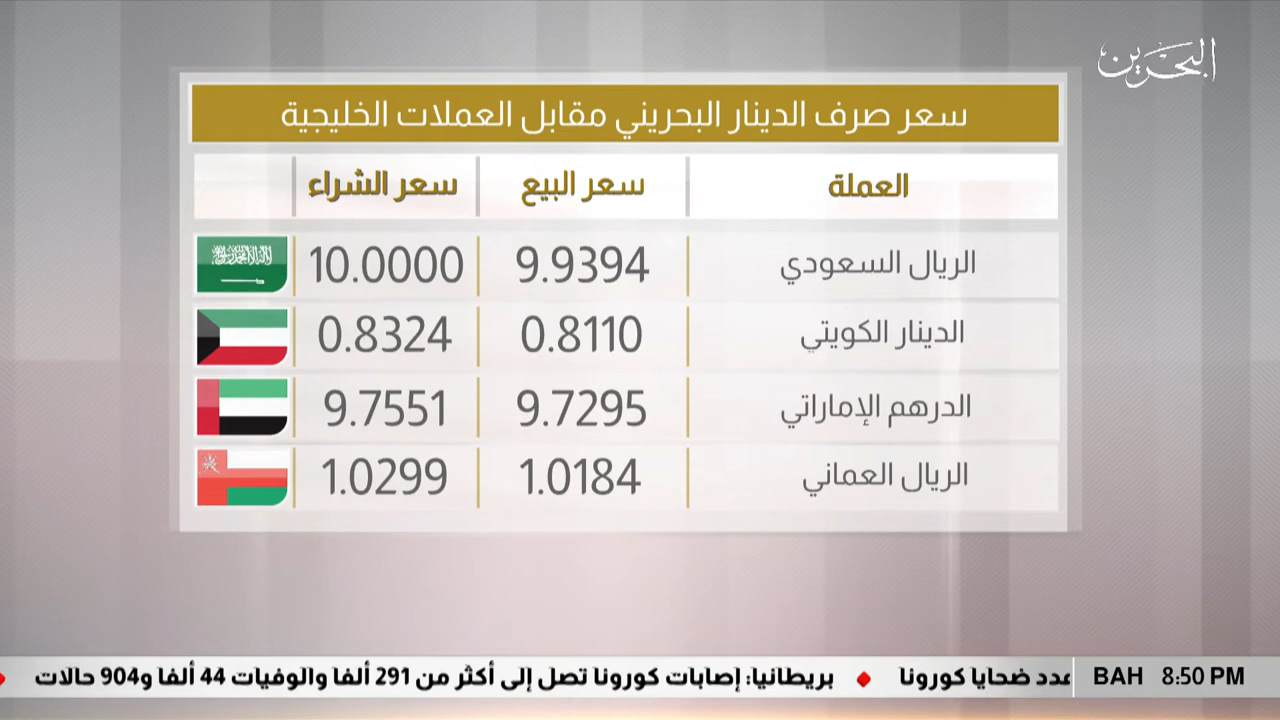 البحرين
سعر صرف الدينار البحريني مقابل العملات الخليجية
العملة سعر البيع سعر الشراء
الريال السعودي 9.9394 10.0000
الدينار الكويتي 0.8110 0.8324
الدرهم الإماراتي 9.7295 9.7551
الريال العماني 1.0184 1.0299
BAH 8:50 PM
عدد ضحايا كورونا ♦ بريطانيا: إصابات كورونا تصل إلى أكثر من 291 ألفا والوفيات 44 ألفا و904 حالات